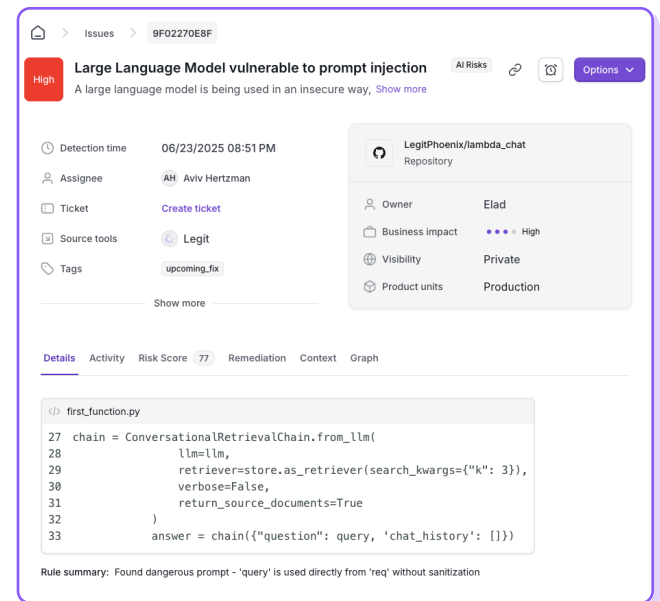 Issues 9F02270E8F
High
Large Language Model vulnerable to prompt injection
AI Risks
Options
A large language model is being used in an insecure way, Show more
Detection time 06/23/2025 08:51 PM
Assignee AH Aviv Hertzman
Ticket Create ticket
Source tools Legit
Tags upcoming_fix
Show more
LegitPhoenix/lambda_chat
Repository
Owner Elad
Business impact High
Visibility Private
Product units Production
Details Activity Risk Score 77 Remediation Context Graph
</> first_function.py
27 chain = ConversationalRetrievalChain.from_llm(
28 llm=llm,
29 retriever=store.as_retriever(search_kwargs={"k": 3}),
30 verbose=False,
31 return_source_documents=True
32 )
33 answer = chain({"question": query, 'chat_history': []})
Rule summary: Found dangerous prompt - 'query' is used directly from 'req' without sanitization